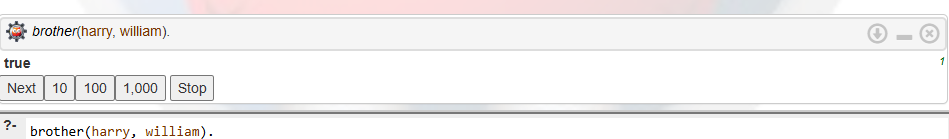 brother(harry, william).
true
1
Next 10 100 1,000 Stop
?- brother(harry, william).